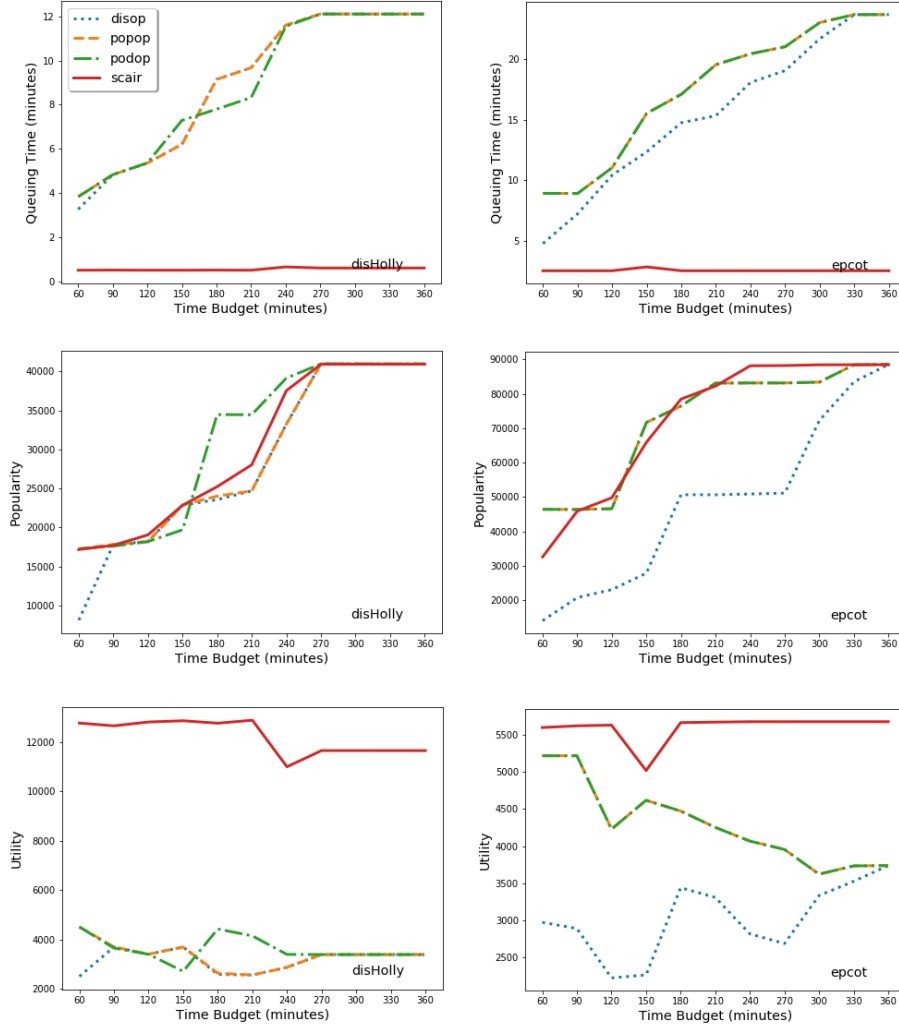 12
10
8
6
4
2
0
Queuing Time (minutes)
disop
popop
podop
scair
disHolly
60 90 120 150 180 210 240 270 300 330 360
Time Budget (minutes)
20
15
10
5
Queuing Time (minutes)
epcot
60 90 120 150 180 210 240 270 300 330 360
Time Budget (minutes)
40000
35000
30000
25000
20000
15000
10000
Popularity
disHolly
60 90 120 150 180 210 240 270 300 330 360
Time Budget (minutes)
90000
80000
70000
60000
50000
40000
30000
20000
Popularity
epcot
60 90 120 150 180 210 240 270 300 330 360
Time Budget (minutes)
12000
10000
8000
6000
4000
2000
Utility
disHolly
60 90 120 150 180 210 240 270 300 330 360
Time Budget (minutes)
5500
5000
4500
4000
3500
3000
2500
Utility
epcot
60 90 120 150 180 210 240 270 300 330 360
Time Budget (minutes)